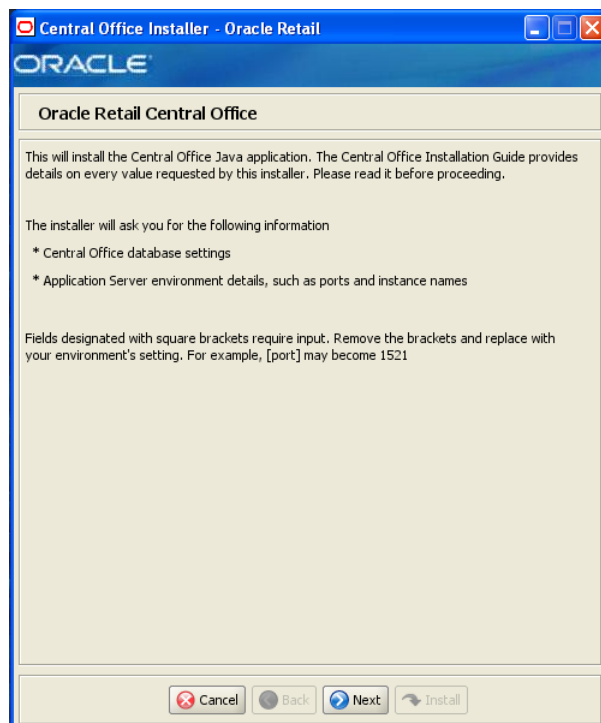 Central Office Installer - Oracle Retail
ORACLE
Oracle Retail Central Office
This will install the Central Office Java application. The Central Office Installation Guide provides
details on every value requested by this installer. Please read it before proceeding.
The installer will ask you for the following information
* Central Office database settings
* Application Server environment details, such as ports and instance names
Fields designated with square brackets require input. Remove the brackets and replace with
your environment's setting. For example, [port] may become 1521
Cancel Back Next Install